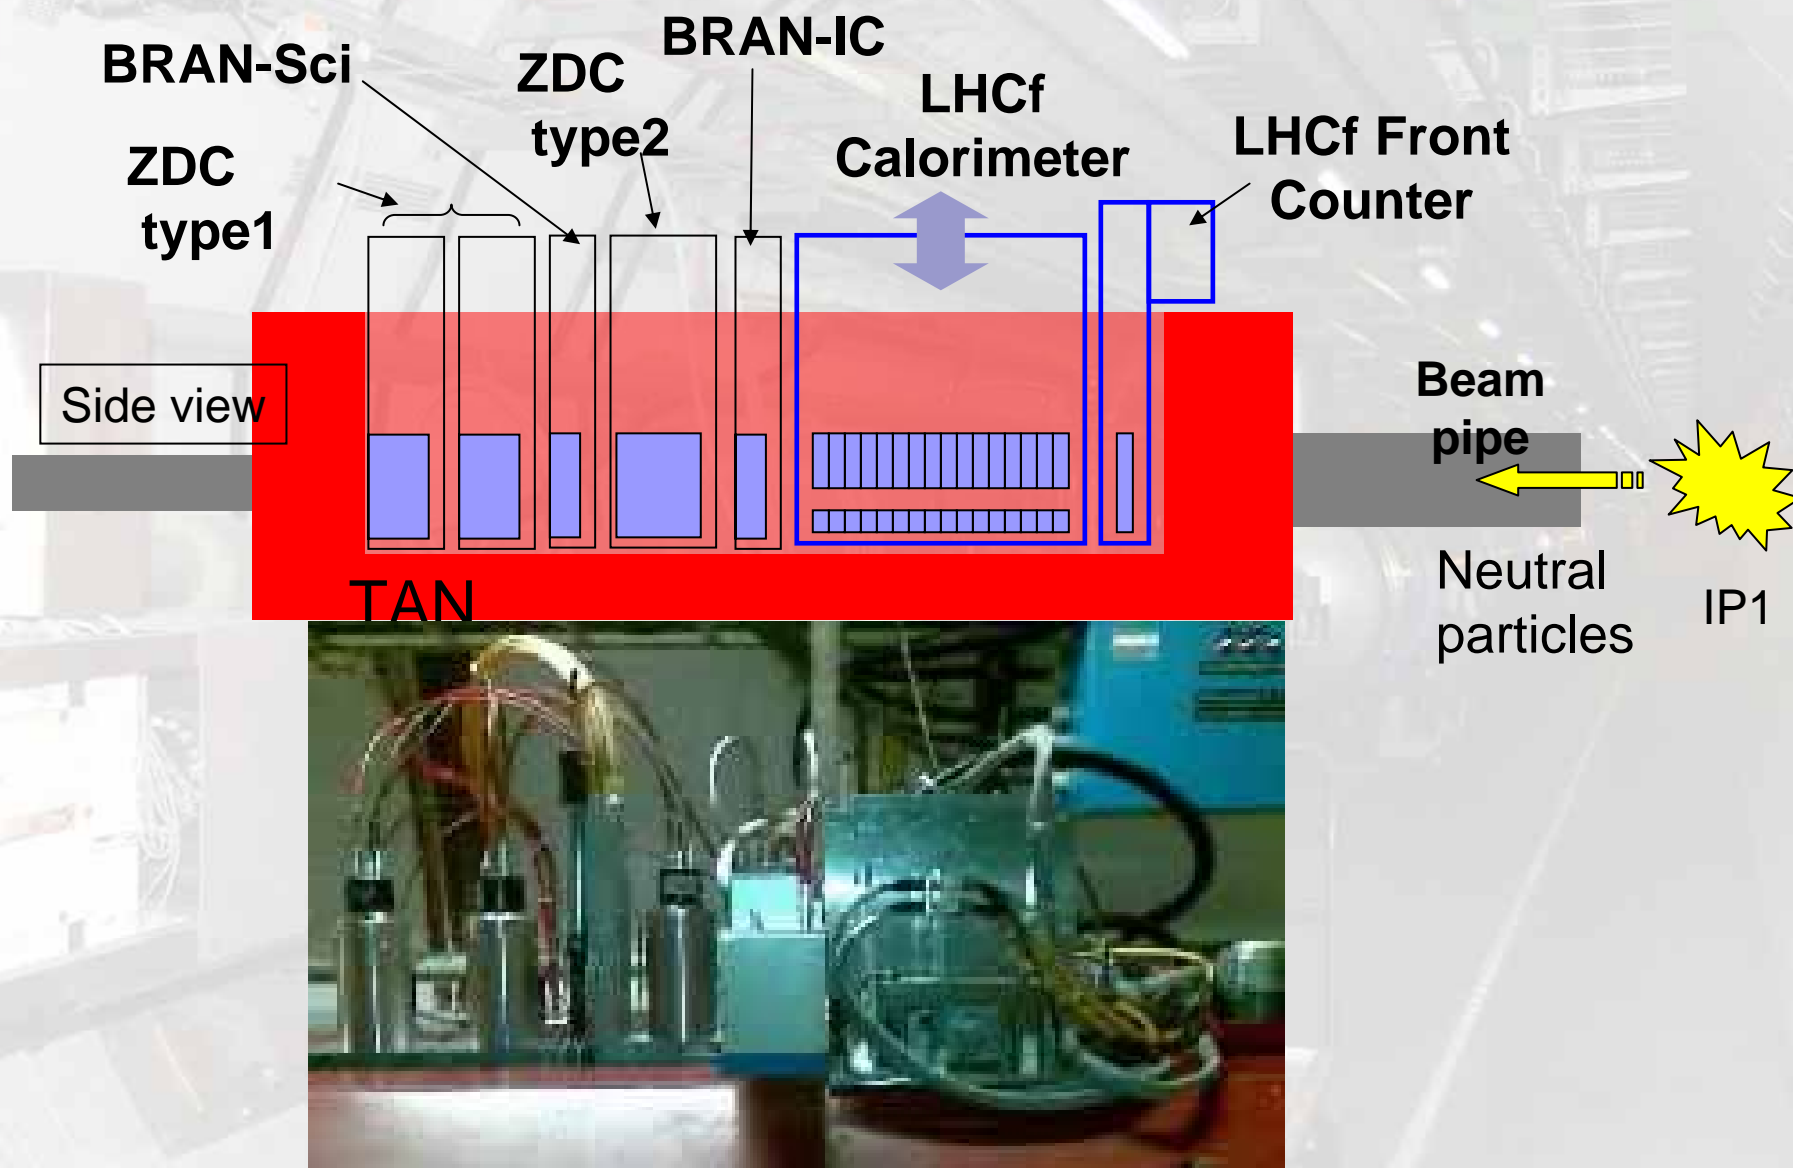 BRAN-Sci
ZDC
type2
BRAN-IC
LHCf
Calorimeter
LHCf Front
Counter
ZDC
type1
Side view
Beam
pipe
TAN
Neutral
particles
IP1